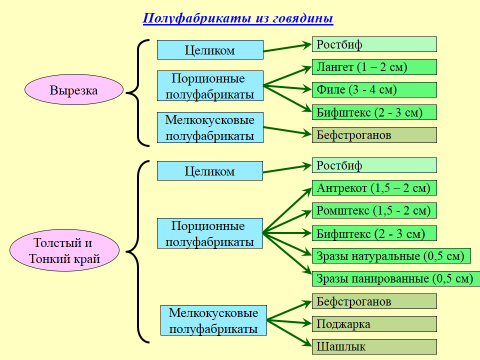 Полуфабрикаты из говядины
Вырезка
Целиком
Ростбиф
Порционные
полуфабрикаты
Лангет (1 – 2 см)
Филе (3 - 4 см)
Бифштекс (2 - 3 см)
Мелкокусковые
полуфабрикаты
Бефстроганов
Толстый и
Тонкий край
Целиком
Ростбиф
Порционные
полуфабрикаты
Антрекот (1,5 – 2 см)
Ромштекс (1,5 - 2 см)
Бифштекс (2 - 3 см)
Зразы натуральные (0,5 см)
Зразы панированные (0,5 см)
Мелкокусковые
полуфабрикаты
Бефстроганов
Поджарка
Шашлык